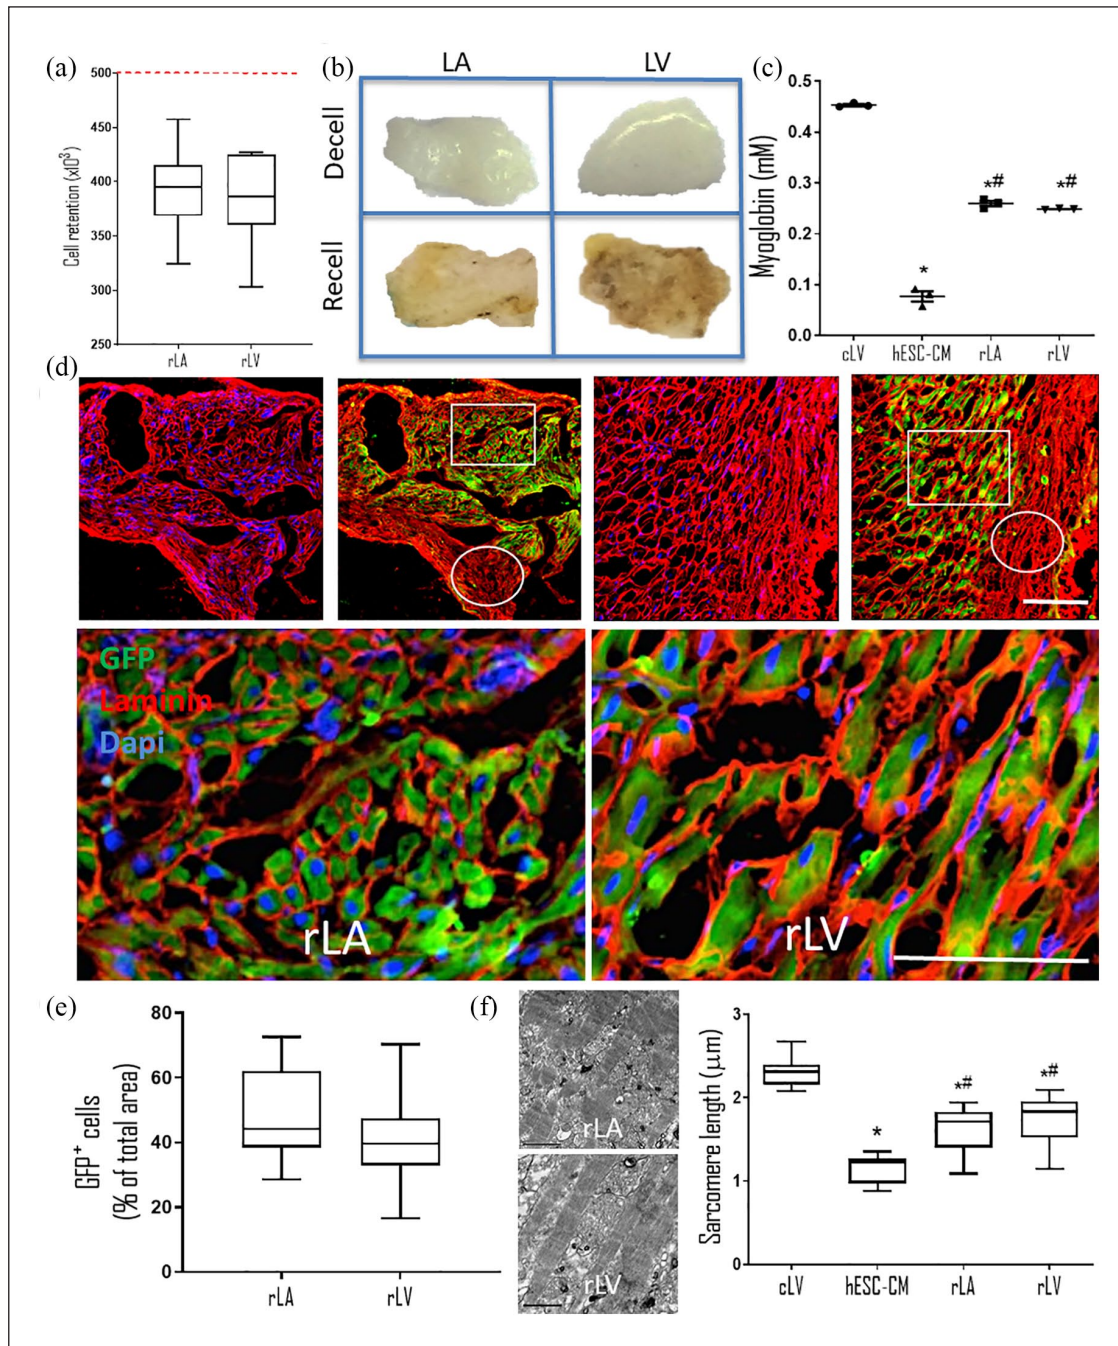 (a)
500
450
400
350
300
250
Cell retention (x10³)
rLA
rLV
(b)
LA
LV
Decell
Recell
(c)
0.5
0.4
0.3
0.2
0.1
0.0
Myoglobin (mM)
*
*#
*#
cLV
hESC-CM
rLA
rLV
(d)
GFP
Laminin
Dapi
rLA
rLV
(e)
80
60
40
20
0
GFP⁺ cells
(% of total area)
rLA
rLV
(f)
rLA
rLV
3
2
1
0
Sarcomere length (μm)
*
*#
*#
cLV
hESC-CM
rLA
rLV